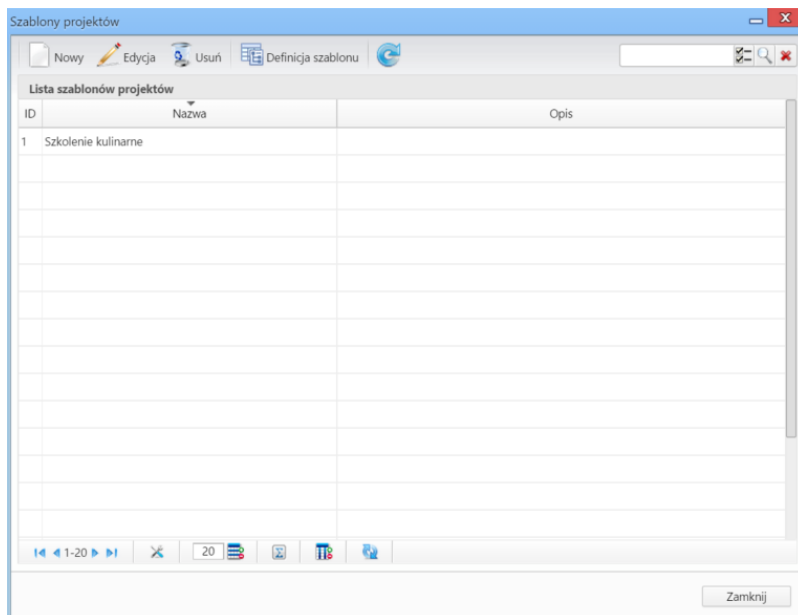 Szablony projektów
Nowy Edycja Usuń Definicja szablonu
Lista szablonów projektów
ID Nazwa Opis
1 Szkolenie kulinarne
1-20 20 Σ
Zamknij